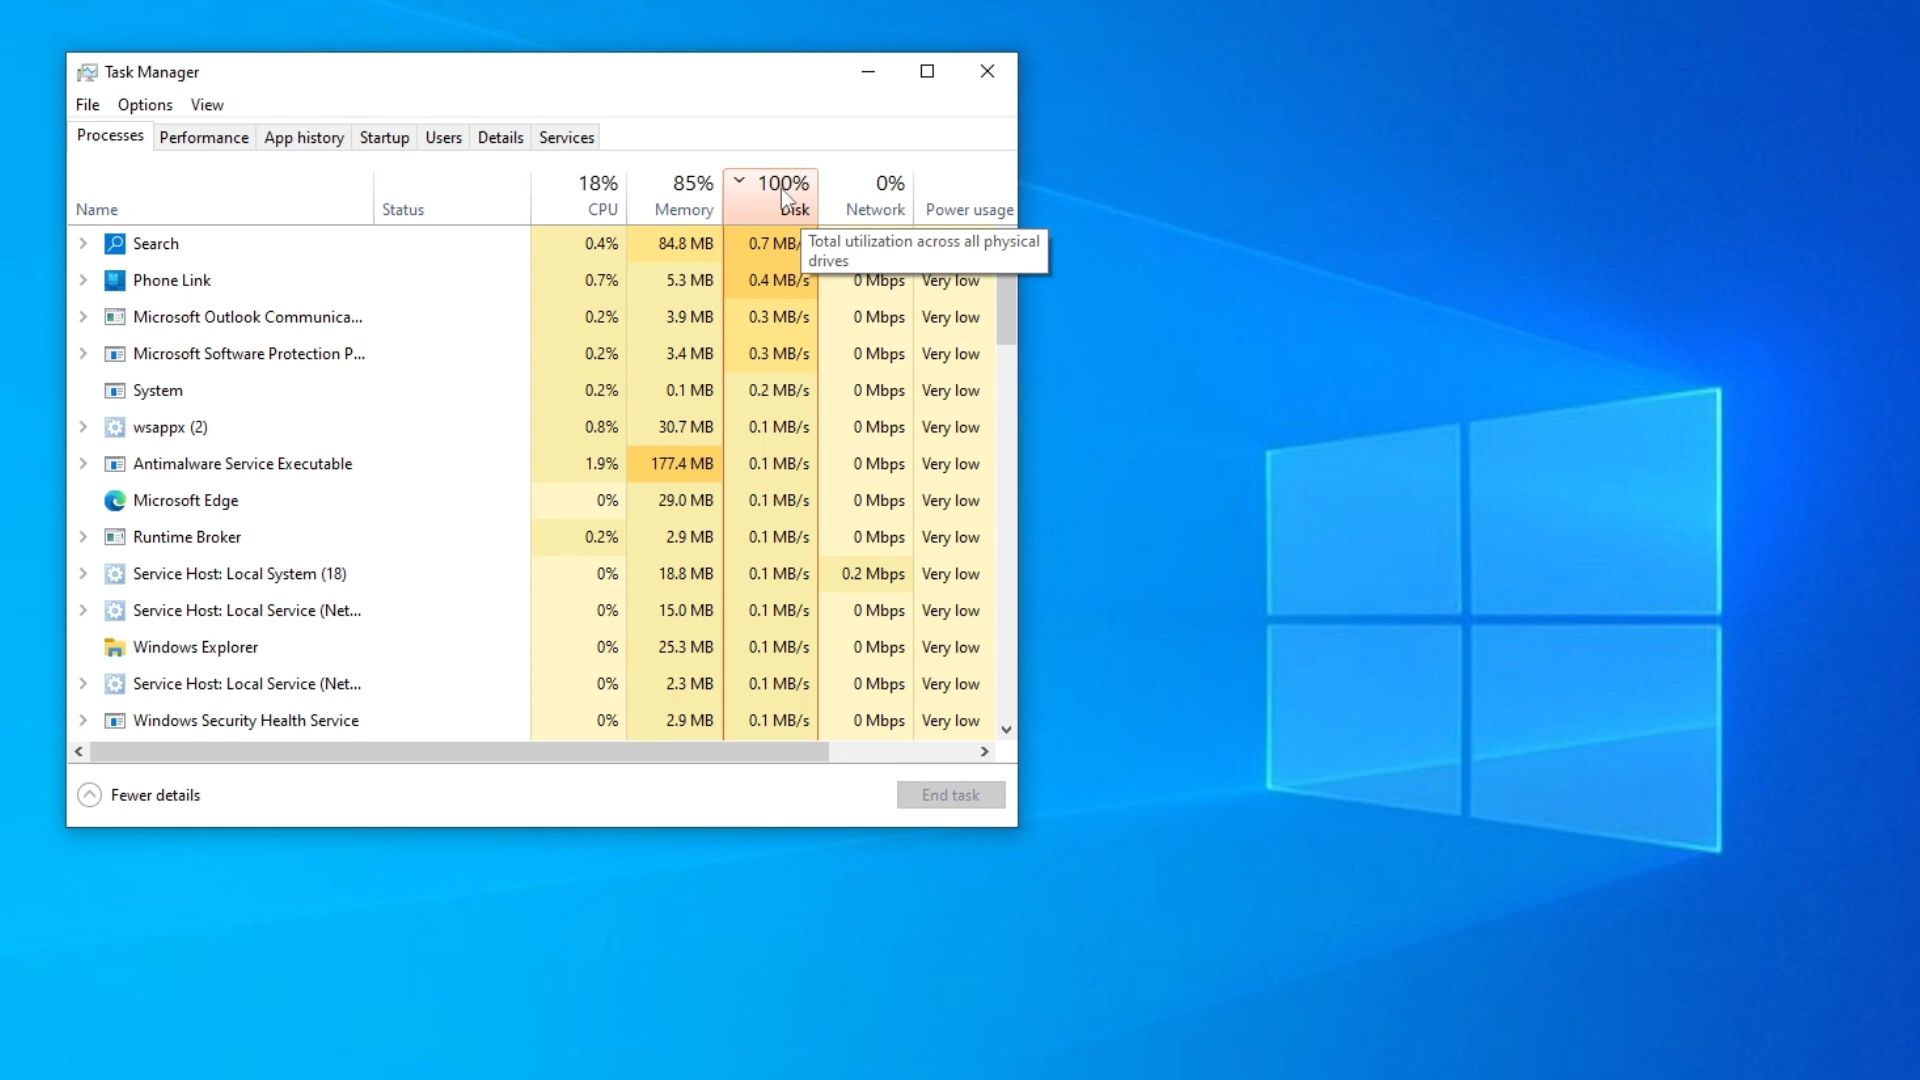 Task Manager
File Options View
Processes Performance App history Startup Users Details Services
18% 85% 100% 0%
Name Status CPU Memory Disk Network Power usage
Search 0.4% 84.8 MB 0.7 MB/
Total utilization across all physical
drives
Phone Link 0.7% 5.3 MB 0.4 MB/s 0 Mbps Very low
Microsoft Outlook Communica... 0.2% 3.9 MB 0.3 MB/s 0 Mbps Very low
Microsoft Software Protection P... 0.2% 3.4 MB 0.3 MB/s 0 Mbps Very low
System 0.2% 0.1 MB 0.2 MB/s 0 Mbps Very low
wsappx (2) 0.8% 30.7 MB 0.1 MB/s 0 Mbps Very low
Antimalware Service Executable 1.9% 177.4 MB 0.1 MB/s 0 Mbps Very low
Microsoft Edge 0% 29.0 MB 0.1 MB/s 0 Mbps Very low
Runtime Broker 0.2% 2.9 MB 0.1 MB/s 0 Mbps Very low
Service Host: Local System (18) 0% 18.8 MB 0.1 MB/s 0.2 Mbps Very low
Service Host: Local Service (Net... 0% 15.0 MB 0.1 MB/s 0 Mbps Very low
Windows Explorer 0% 25.3 MB 0.1 MB/s 0 Mbps Very low
Service Host: Local Service (Net... 0% 2.3 MB 0.1 MB/s 0 Mbps Very low
Windows Security Health Service 0% 2.9 MB 0.1 MB/s 0 Mbps Very low
Fewer details End task